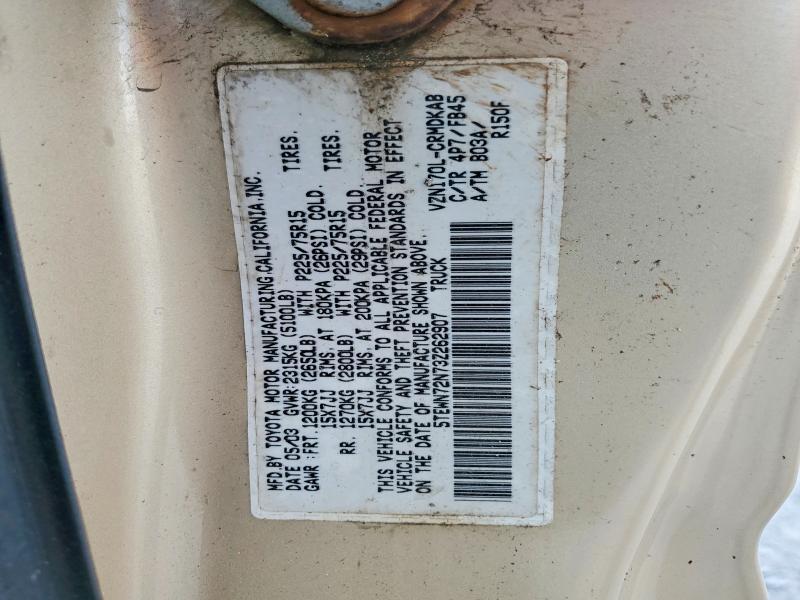 MFD. BY TOYOTA MOTOR MANUFACTURING, CALIFORNIA, INC.
DATE 05/03 GVWR: 2315KG (5100LB)
GAWR : FRT. 1200KG (2650LB) WITH P225/75R15 TIRES.
15X7JJ RIMS, AT 180KPA (26PSI) COLD.
RR. 1270KG (2800LB) WITH P225/75R15 TIRES.
15X7JJ RIMS, AT 200KPA (29PSI) COLD.
THIS VEHICLE CONFORMS TO ALL APPLICABLE FEDERAL MOTOR
VEHICLE SAFETY AND THEFT PREVENTION STANDARDS IN EFFECT
ON THE DATE OF MANUFACTURE SHOWN ABOVE.
5TEWN72N73Z262907 TRUCK
VZN170L-CRMDKAB
C/TR 4P7/FB45
A/TM B03A/
R150F